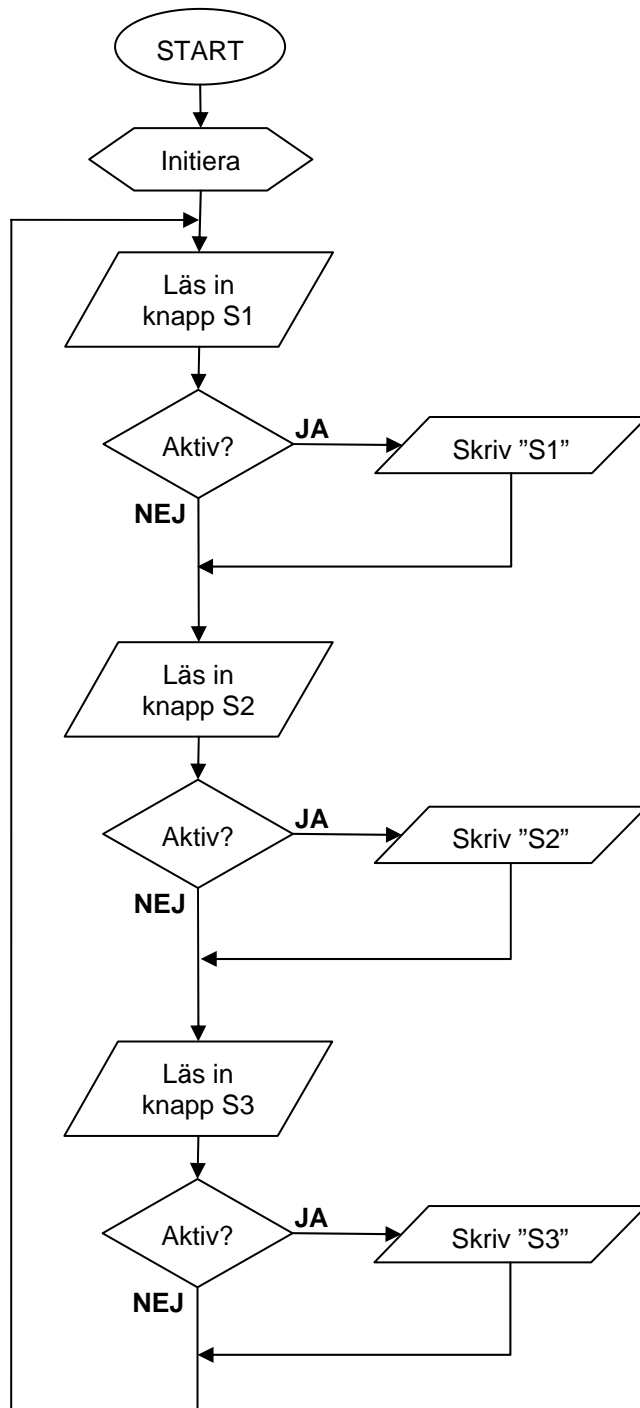 START
Initiera
Läs in
knapp S1
Aktiv?
JA
Skriv ”S1”
NEJ
Läs in
knapp S2
Aktiv?
JA
Skriv ”S2”
NEJ
Läs in
knapp S3
Aktiv?
JA
Skriv ”S3”
NEJ